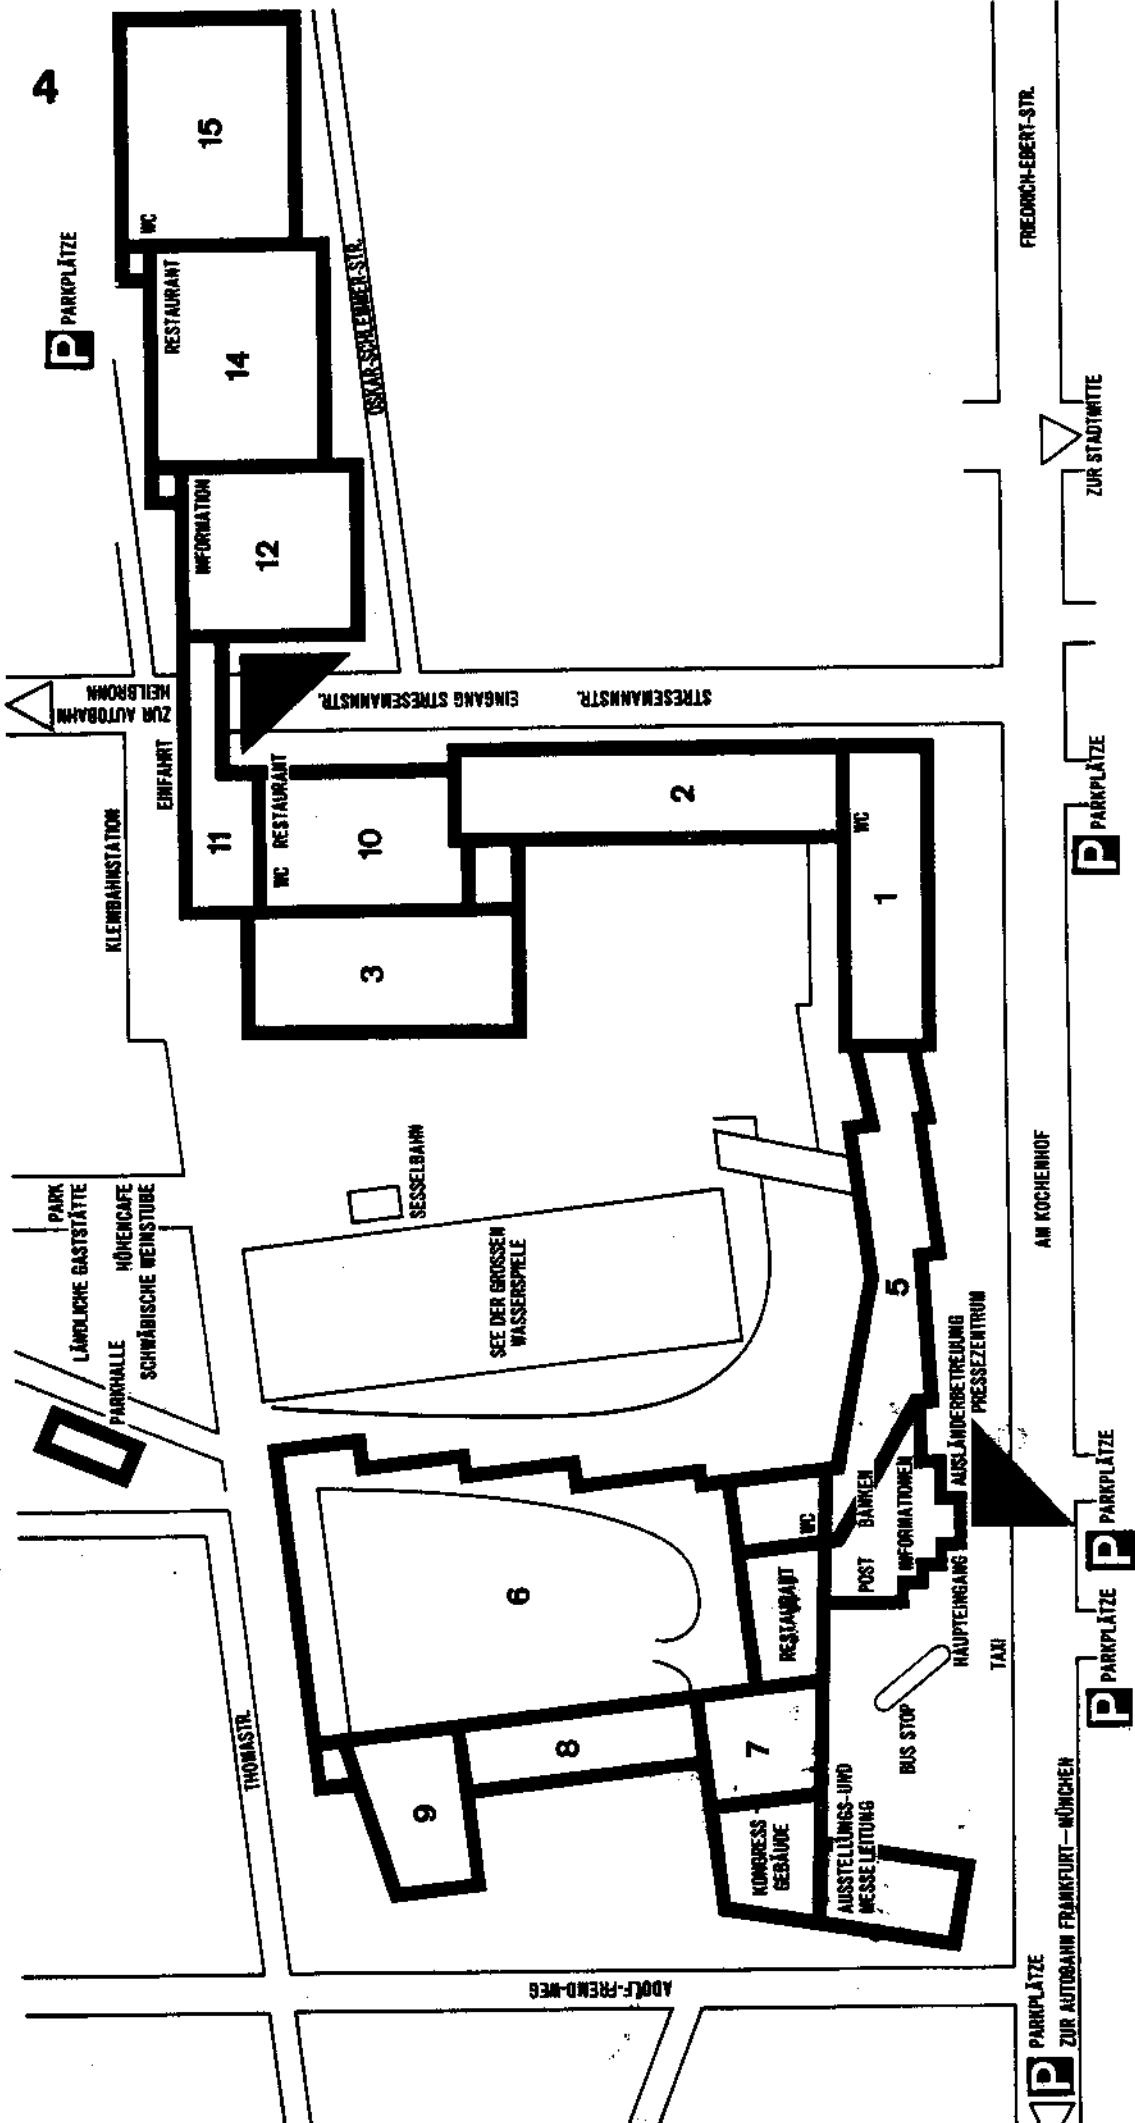 4
15
WC
P PARKPLÄTZE
RESTAURANT
14
OSKAR-SCHLEMMER-STR.
INFORMATION
12
ZUR AUTOBAHN
HEILBRONN
EINFAHRT
EINGANG STRESEMANNSTR.
STRESEMANNSTR.
FRIEDRICH-EBERT-STR.
ZUR STADTMITTE
KLEINBAHNSTATION
11
WC RESTAURANT
10
2
3
WC
1
P PARKPLÄTZE
PARK
LÄNDLICHE GASTSTÄTTE
HÖHENCAFE
SCHWÄBISCHE WEINSTUBE
PARKHALLE
SESSELBAHN
SEE DER GROSSEN
WASSERSPIELE
AM KOCHENHOF
5
6
WC
RESTAURANT
POST
BANKEN
INFORMATIONEN
HAUPTEINGANG
AUSLÄNDERBETREUUNG
PRESSEZENTRUM
TAXI
P PARKPLÄTZE
P PARKPLÄTZE
THOMASTR.
9
8
7
KONGRESS-
GEBÄUDE
AUSSTELLUNGS-UND
MESSELEITUNG
BUS STOP
ADOLF-FREMD-WEG
P PARKPLÄTZE
ZUR AUTOBAHN FRANKFURT–MÜNCHEN